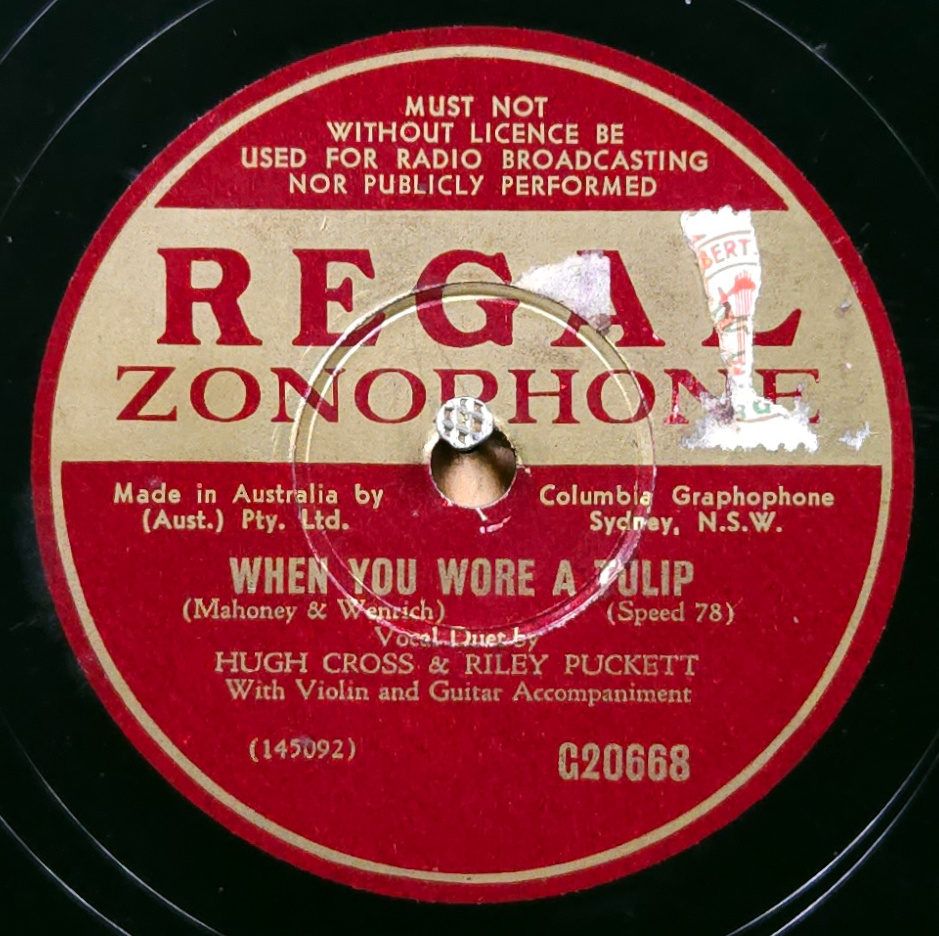 MUST NOT
WITHOUT LICENCE BE
USED FOR RADIO BROADCASTING
NOR PUBLICLY PERFORMED
REGAL
BERT
ZONOPHONE
Made in Australia by Columbia Graphophone
(Aust.) Pty. Ltd. Sydney, N.S.W.
WHEN YOU WORE A TULIP
(Mahoney & Wenrich) (Speed 78)
Vocal Duet by
HUGH CROSS & RILEY PUCKETT
With Violin and Guitar Accompaniment
(145092) G20668